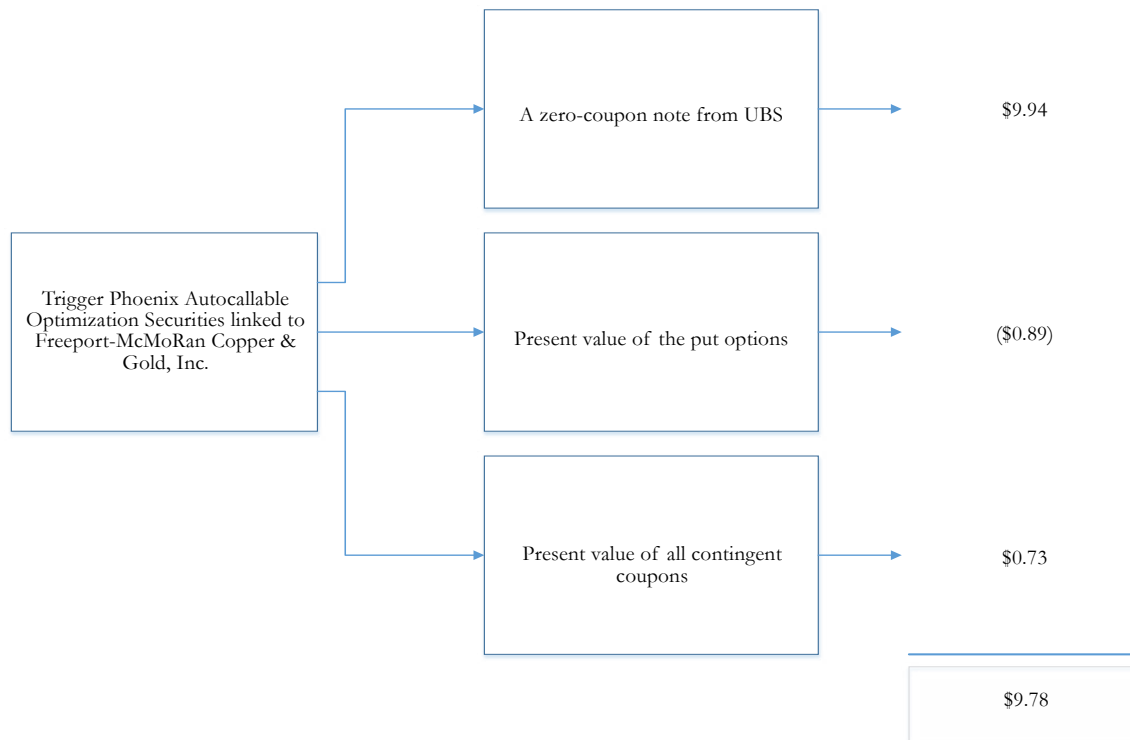 A zero-coupon note from UBS
$9.94
Trigger Phoenix Autocallable
Optimization Securities linked to
Freeport-McMoRan Copper &
Gold, Inc.
Present value of the put options
($0.89)
Present value of all contingent
coupons
$0.73
$9.78